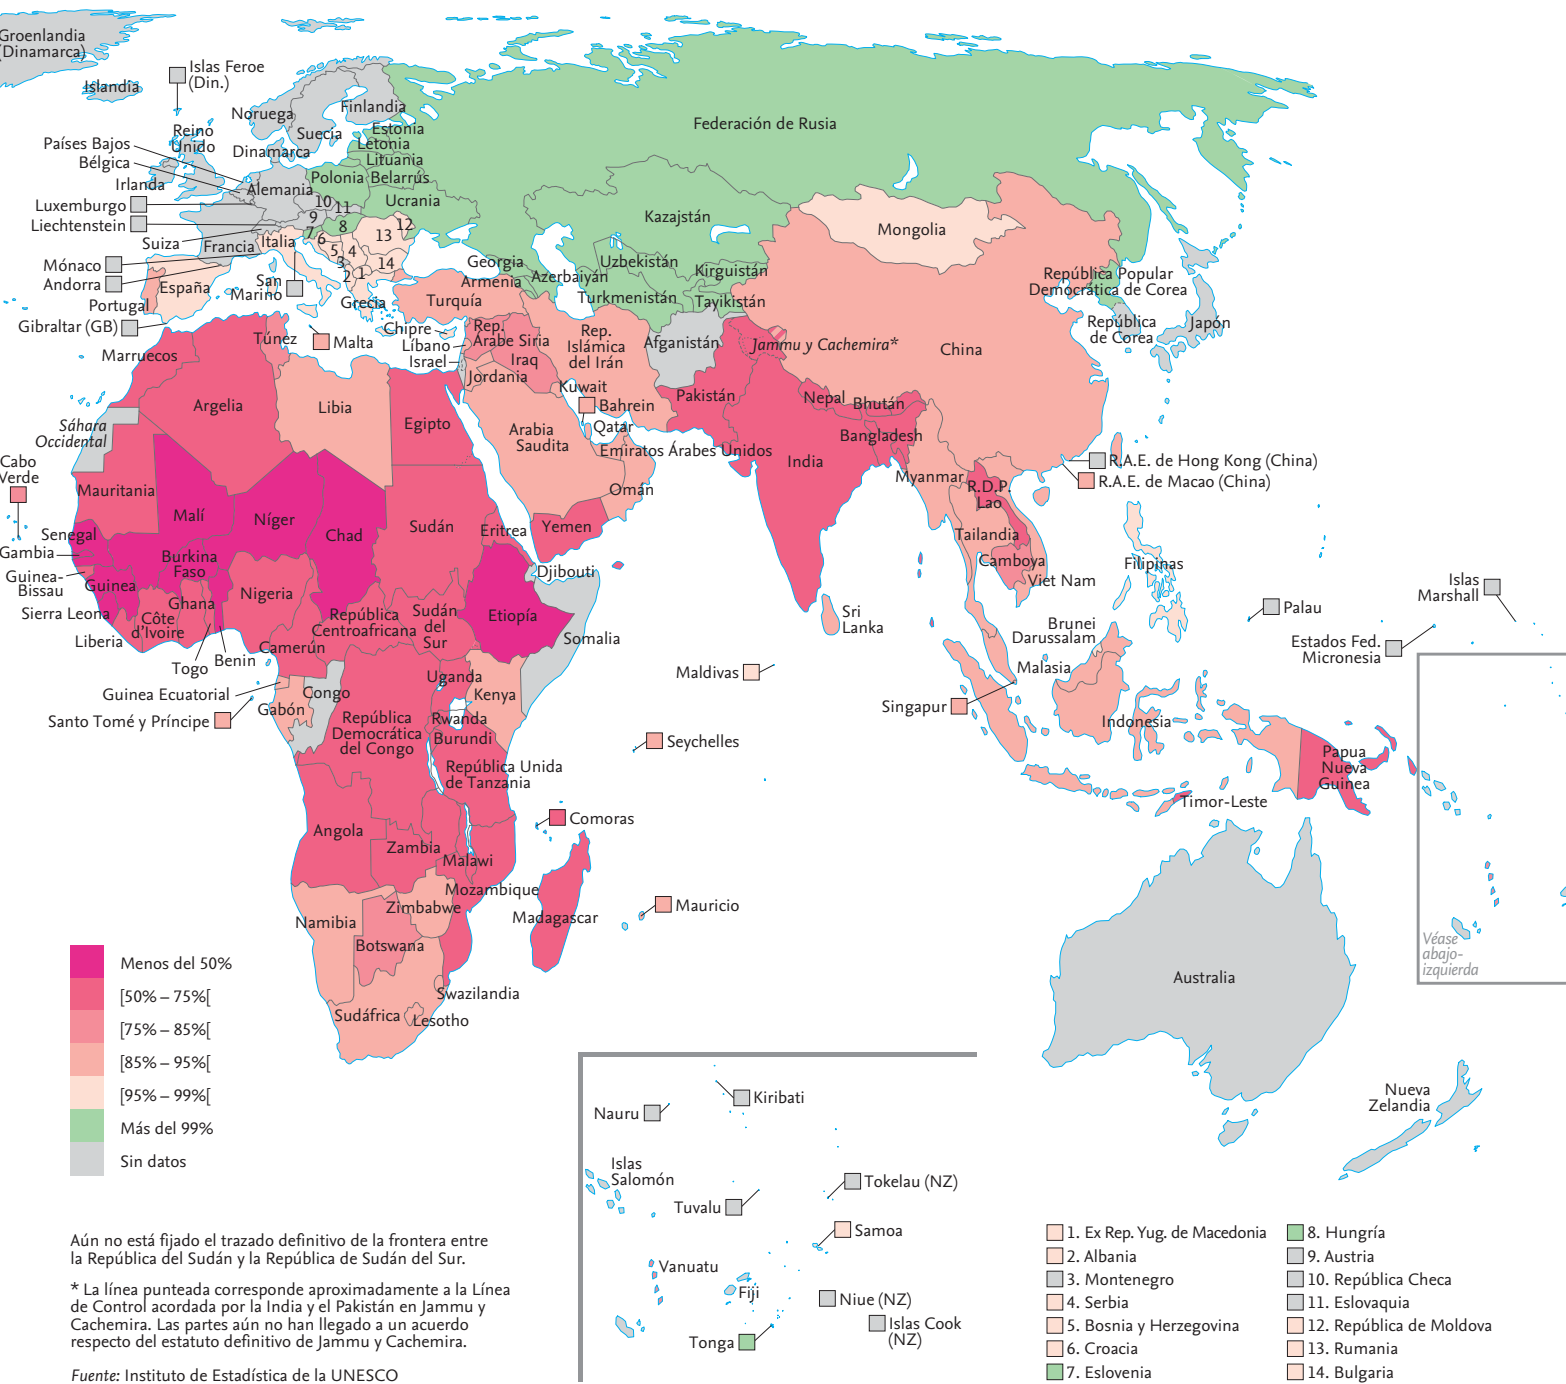 Groenlandia
(Dinamarca)
Islandia
Islas Feroe
(Din.)
Noruega
Suecia
Finlandia
Estonia
Letonia
Lituania
Reino
Unido
Dinamarca
Países Bajos
Bélgica
Irlanda
Luxemburgo
Liechtenstein
Suiza
Mónaco
Andorra
Portugal
Gibraltar (GB)
Alemania
Polonia
Belarrús
Ucrania
10
11
9
8
7
6
5
4
3
2
1
12
13
14
Francia
Italia
España
San
Marino
Grecia
Malta
Federación de Rusia
Kazajstán
Mongolia
Georgia
Azerbaiyán
Armenia
Turquía
Uzbekistán
Kirguistán
Turkmenistán
Tayikistán
República Popular
Democrática de Corea
República
de Corea
Japón
China
Chipre
Líbano
Israel
Rep.
Árabe Siria
Iraq
Jordania
Rep.
Islámica
del Irán
Afganistán
Jammu y Cachemira*
Kuwait
Bahrein
Qatar
Emiratos Árabes Unidos
Arabia
Saudita
Omán
Yemen
Pakistán
Nepal
Bhután
Bangladesh
India
Myanmar
R.D.P.
Lao
Tailandia
Camboya
Viet Nam
R.A.E. de Hong Kong (China)
R.A.E. de Macao (China)
Filipinas
Sri
Lanka
Maldivas
Brunei
Darussalam
Malasia
Singapur
Indonesia
Timor-Leste
Papua
Nueva
Guinea
Palau
Islas
Marshall
Estados Fed.
Micronesia
Véase
abajo-
izquierda
Australia
Nueva
Zelandia
Marruecos
Túnez
Argelia
Libia
Egipto
Sáhara
Occidental
Cabo
Verde
Mauritania
Malí
Níger
Chad
Sudán
Eritrea
Djibouti
Senegal
Gambia
Guinea-
Bissau
Guinea
Sierra Leona
Liberia
Burkina
Faso
Côte
d'Ivoire
Ghana
Togo
Benin
Nigeria
Camerún
República
Centroafricana
Sudán
del
Sur
Etiopía
Somalia
Guinea Ecuatorial
Santo Tomé y Príncipe
Gabón
Congo
Uganda
Kenya
Rwanda
Burundi
República
Democrática
del Congo
República Unida
de Tanzania
Seychelles
Comoras
Angola
Zambia
Malawi
Mozambique
Madagascar
Mauricio
Namibia
Zimbabwe
Botswana
Swazilandia
Sudáfrica
Lesotho
Menos del 50%
[50% – 75%[
[75% – 85%[
[85% – 95%[
[95% – 99%[
Más del 99%
Sin datos
Aún no está fijado el trazado definitivo de la frontera entre
la República del Sudán y la República de Sudán del Sur.
* La línea punteada corresponde aproximadamente a la Línea
de Control acordada por la India y el Pakistán en Jammu y
Cachemira. Las partes aún no han llegado a un acuerdo
respecto del estatuto definitivo de Jammu y Cachemira.
Fuente: Instituto de Estadística de la UNESCO
Nauru
Kiribati
Islas
Salomón
Tuvalu
Tokelau (NZ)
Samoa
Vanuatu
Fiji
Niue (NZ)
Islas Cook
(NZ)
Tonga
1. Ex Rep. Yug. de Macedonia
2. Albania
3. Montenegro
4. Serbia
5. Bosnia y Herzegovina
6. Croacia
7. Eslovenia
8. Hungría
9. Austria
10. República Checa
11. Eslovaquia
12. República de Moldova
13. Rumania
14. Bulgaria